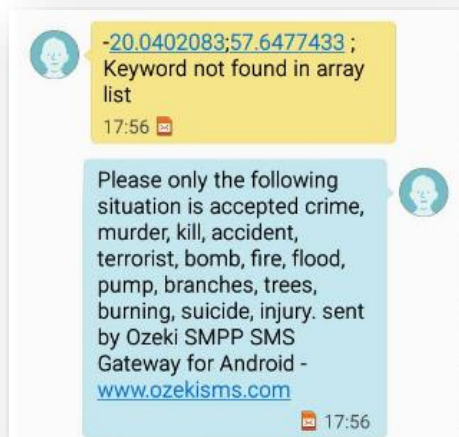 -20.0402083;57.6477433 ;
Keyword not found in array
list
17:56
Please only the following
situation is accepted crime,
murder, kill, accident,
terrorist, bomb, fire, flood,
pump, branches, trees,
burning, suicide, injury. sent
by Ozeki SMPP SMS
Gateway for Android -
www.ozekisms.com
17:56